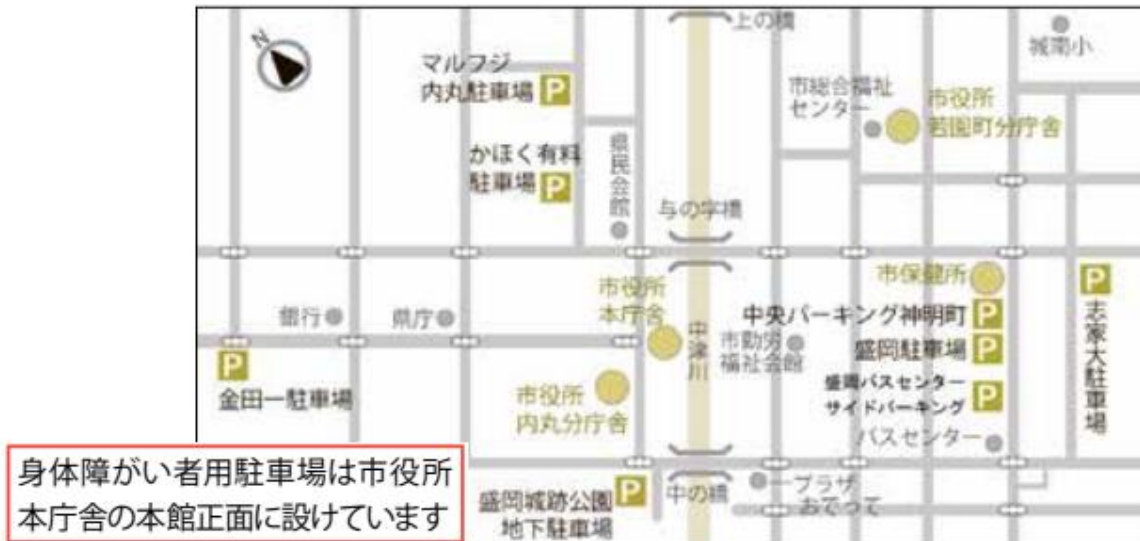 上の橋
城南小
N
マルフジ
内丸駐車場 P
市総合福祉
センター
市役所
若園町分庁舎
かほく有料
駐車場 P
県民会館
与の字橋
市役所
本庁舎
市保健所
P
志家大駐車場
中央パーキング神明町 P
銀行
県庁
中津川
市勤労
福祉会館
盛岡駐車場 P
P
金田一駐車場
市役所
内丸分庁舎
盛岡バスセンター
サイドパーキング P
バスセンター
身体障がい者用駐車場は市役所
本庁舎の本館正面に設けています
盛岡城跡公園 P
地下駐車場
中の橋
プラザ
おでって